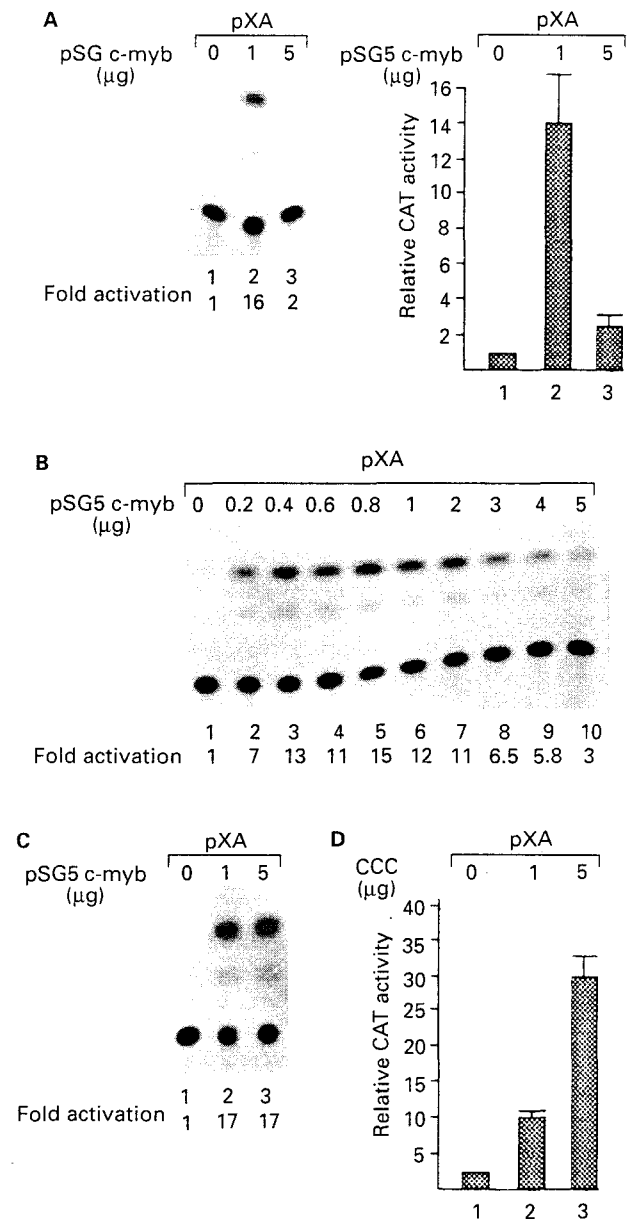 A
pXA
pSG c-myb 0 1 5
(μg)
1 2 3
Fold activation 1 16 2
pXA
pSG5 c-myb 0 1 5
(μg)
Relative CAT activity
16
14
12
10
8
6
4
2
1 2 3
B
pXA
pSG5 c-myb 0 0.2 0.4 0.6 0.8 1 2 3 4 5
(μg)
1 2 3 4 5 6 7 8 9 10
Fold activation 1 7 13 11 15 12 11 6.5 5.8 3
C
pXA
pSG5 c-myb 0 1 5
(μg)
1 2 3
Fold activation 1 17 17
D
pXA
CCC 0 1 5
(μg)
Relative CAT activity
40
35
30
25
20
15
10
5
1 2 3